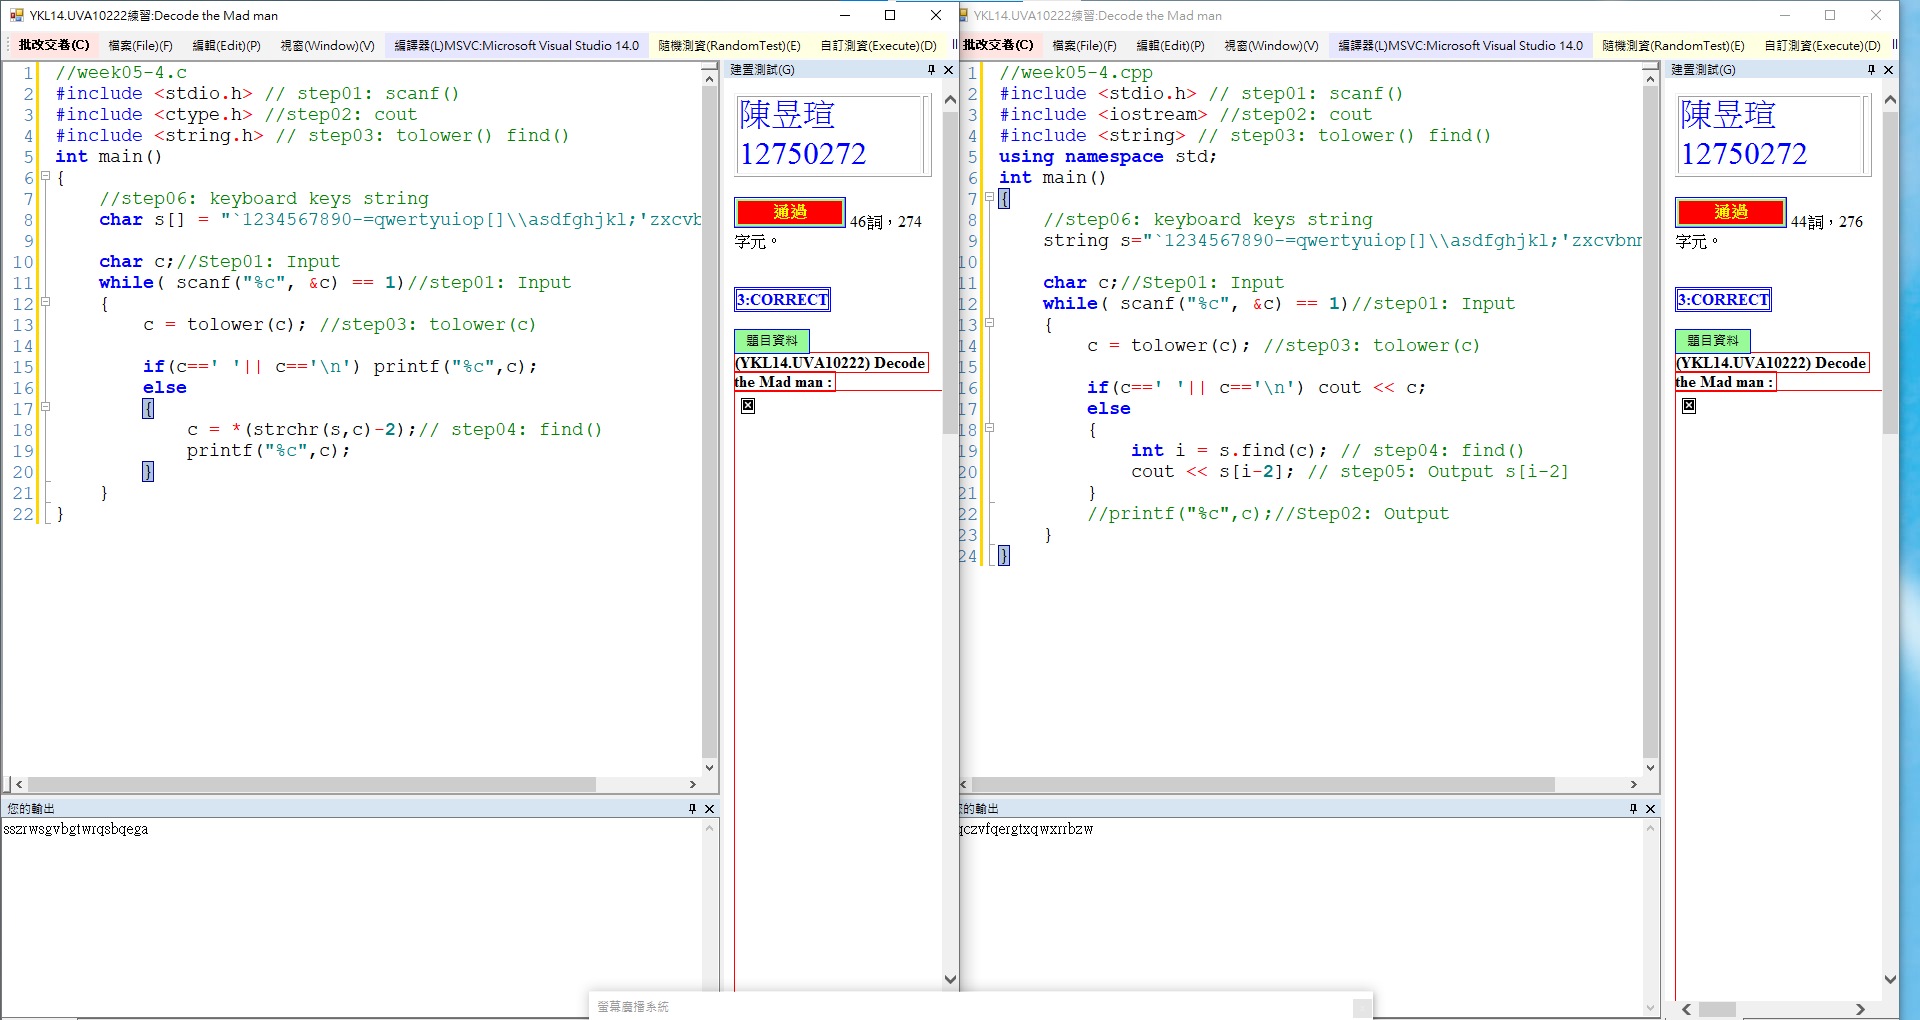 YKL14.UVA10222練習:Decode the Mad man
批改交卷(C) 檔案(File)(F) 編輯(Edit)(P) 視窗(Window)(V) 編譯器(L)MSVC:Microsoft Visual Studio 14.0 隨機測資(RandomTest)(E) 自訂測資(Execute)(D)
1 //week05-4.c
2 #include <stdio.h> // step01: scanf()
3 #include <ctype.h> //step02: cout
4 #include <string.h> // step03: tolower() find()
5 int main()
6 {
7 //step06: keyboard keys string
8 char s[] = "`1234567890-=qwertyuiop[]\\asdfghjkl;'zxcvb
9
10 char c;//Step01: Input
11 while( scanf("%c", &c) == 1)//step01: Input
12 {
13 c = tolower(c); //step03: tolower(c)
14
15 if(c==' '|| c=='\n') printf("%c",c);
16 else
17 {
18 c = *(strchr(s,c)-2);// step04: find()
19 printf("%c",c);
20 }
21 }
22 }
建置測試(G)
陳昱瑄
12750272
通過 46詞，274
字元。
3:CORRECT
題目資料
(YKL14.UVA10222) Decode
the Mad man :
您的輸出
sszrwsgvbgtwrqsbqega
YKL14.UVA10222練習:Decode the Mad man
批改交卷(C) 檔案(File)(F) 編輯(Edit)(P) 視窗(Window)(V) 編譯器(L)MSVC:Microsoft Visual Studio 14.0 隨機測資(RandomTest)(E) 自訂測資(Execute)(D)
1 //week05-4.cpp
2 #include <stdio.h> // step01: scanf()
3 #include <iostream> //step02: cout
4 #include <string> // step03: tolower() find()
5 using namespace std;
6 int main()
7 {
8 //step06: keyboard keys string
9 string s="`1234567890-=qwertyuiop[]\\asdfghjkl;'zxcvbn
10
11 char c;//Step01: Input
12 while( scanf("%c", &c) == 1)//step01: Input
13 {
14 c = tolower(c); //step03: tolower(c)
15
16 if(c==' '|| c=='\n') cout << c;
17 else
18 {
19 int i = s.find(c); // step04: find()
20 cout << s[i-2]; // step05: Output s[i-2]
21 }
22 //printf("%c",c);//Step02: Output
23 }
24 }
建置測試(G)
陳昱瑄
12750272
通過 44詞，276
字元。
3:CORRECT
題目資料
(YKL14.UVA10222) Decode
the Mad man :
的輸出
qczvfqergtxqwxrrbzw
螢幕廣播系統